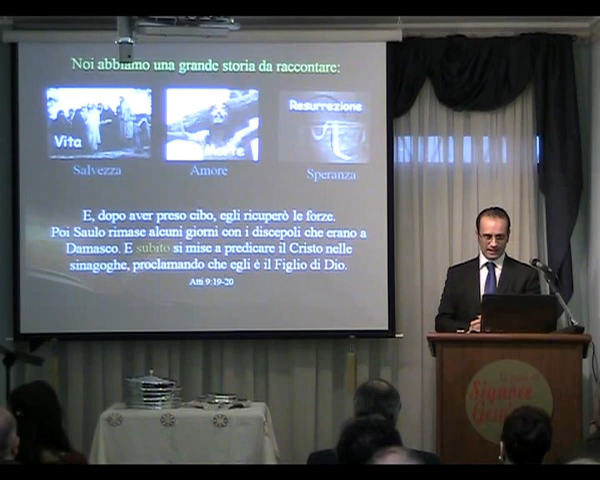 Noi abbiamo una grande storia da raccontare:
Vita
Morte
Resurrezione
Salvezza
Amore
Speranza
E, dopo aver preso cibo, egli ricuperò le forze.
Poi Saulo rimase alcuni giorni con i discepoli che erano a
Damasco. E subito si mise a predicare il Cristo nelle
sinagoghe, proclamando che egli è il Figlio di Dio.
Atti 9:19-20
Signore